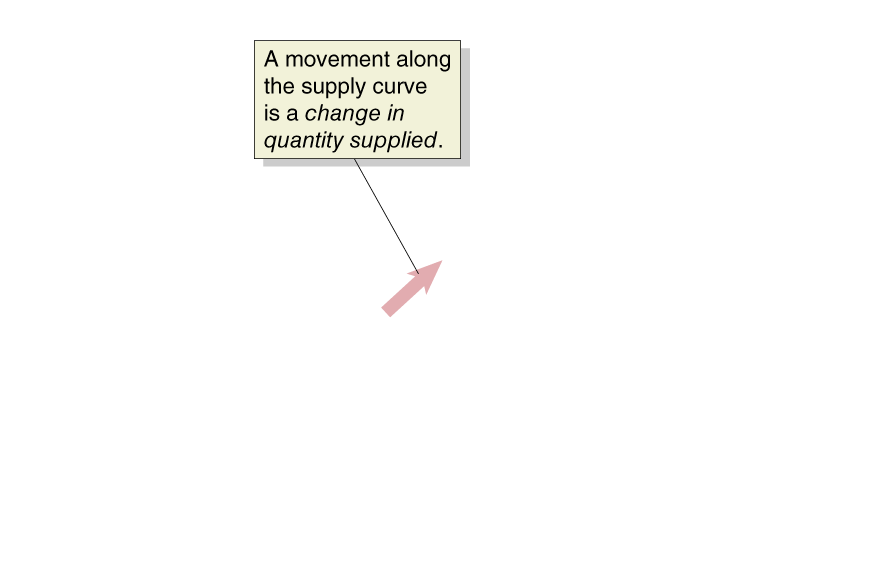 A movement along
the supply curve
is a change in
quantity supplied.